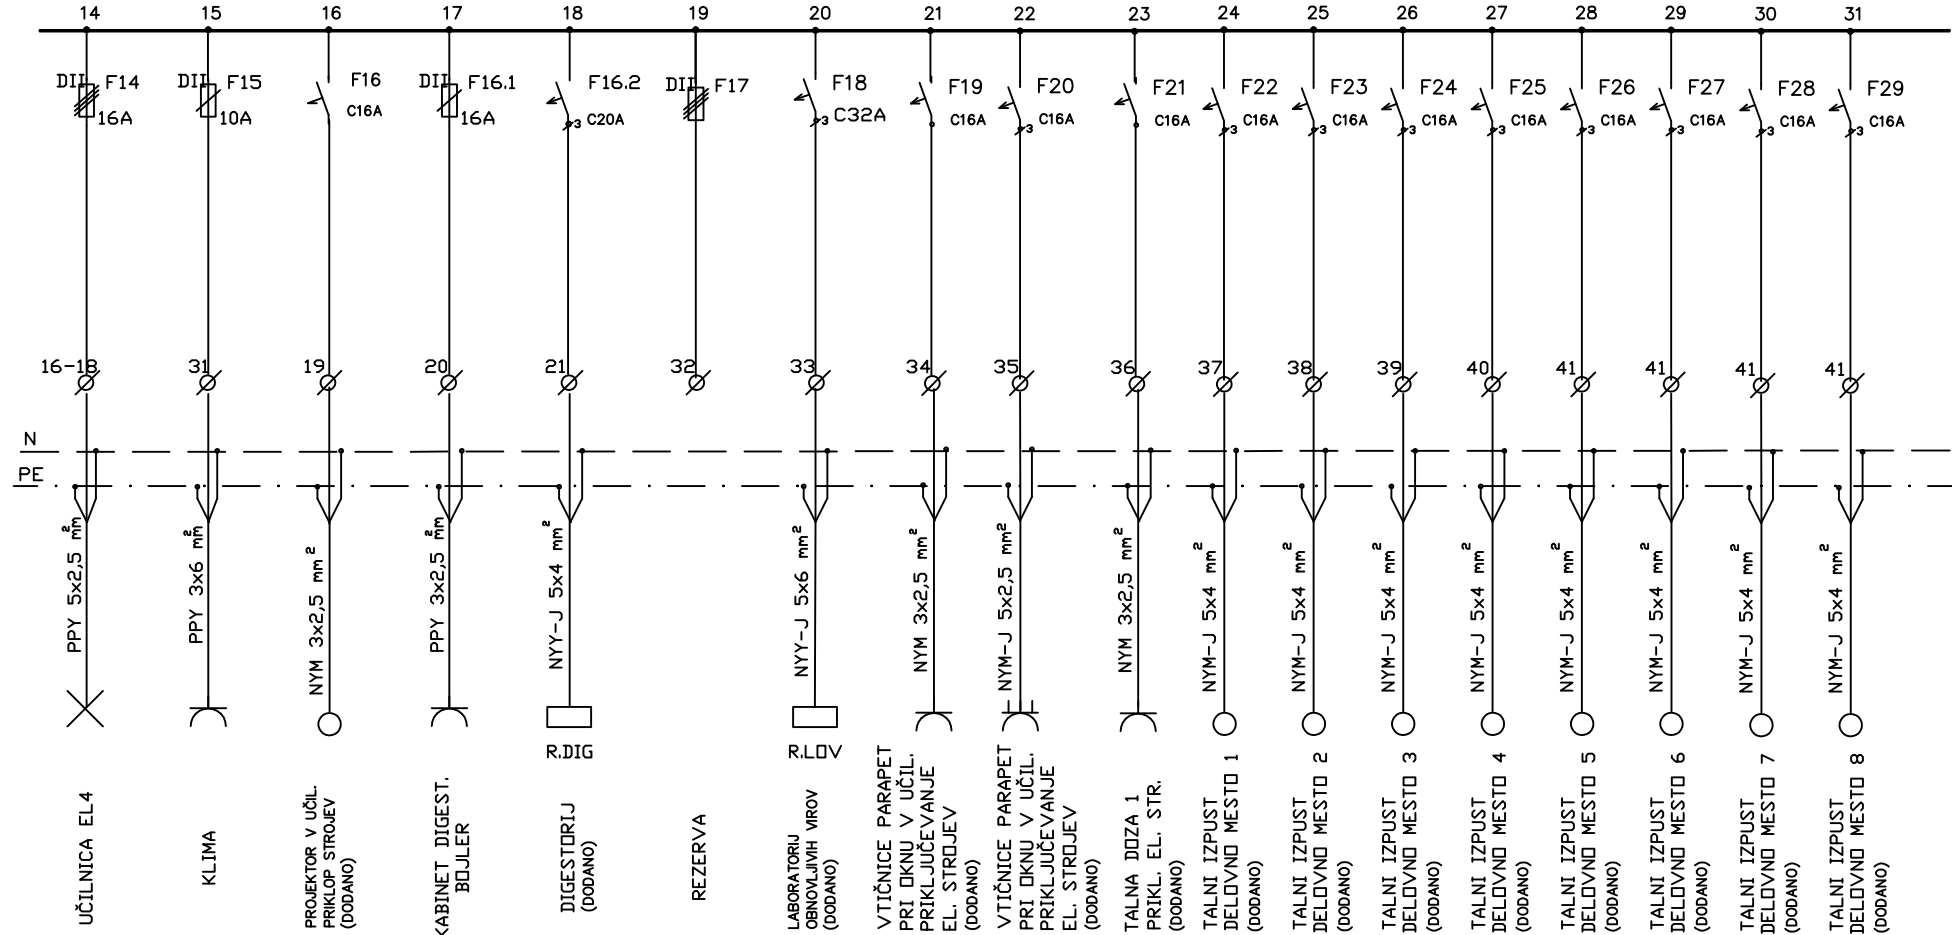 14 15 16 17 18 19 20 21 22 23 24 25 26 27 28 29 30 31
DII F14 DII F15 F16 DII F16.1 F16.2 DII F17 F18 F19 F20 F21 F22 F23 F24 F25 F26 F27 F28 F29
16A 10A C16A 16A 3 C20A 3 C32A C16A 3 C16A C16A 3 C16A 3 C16A 3 C16A 3 C16A 3 C16A 3 C16A 3 C16A 3 C16A
16-18 31 19 20 21 32 33 34 35 36 37 38 39 40 41 41 41 41
N
PE
PPY 5x2,5 mm²
PPY 3x6 mm²
NYM 3x2,5 mm²
PPY 3x2,5 mm²
NYY-J 5x4 mm²
NYY-J 5x6 mm²
NYM 3x2,5 mm²
NYM-J 5x2,5 mm²
NYM 3x2,5 mm²
NYM-J 5x4 mm²
NYM-J 5x4 mm²
NYM-J 5x4 mm²
NYM-J 5x4 mm²
NYM-J 5x4 mm²
NYM-J 5x4 mm²
NYM-J 5x4 mm²
NYM-J 5x4 mm²
R.DIG R.LOV
UČILNICA EL4
KLIMA
PROJEKTOR V UČIL.
PRIKLOP STROJEV
(DODANO)
KABINET DIGEST.
BOJLER
DIGESTORIJ
(DODANO)
REZERVA
LABORATORIJ
OBNOVLJIVIH VIROV
(DODANO)
VTIČNICE PARAPET
PRI OKNU V UČIL.
PRIKLJUČEVANJE
EL. STROJEV
(DODANO)
VTIČNICE PARAPET
PRI OKNU V UČIL.
PRIKLJUČEVANJE
EL. STROJEV
(DODANO)
TALNA DOZA 1
PRIKL. EL. STR.
(DODANO)
TALNI IZPUST
DELOVNO MESTO 1
(DODANO)
TALNI IZPUST
DELOVNO MESTO 2
(DODANO)
TALNI IZPUST
DELOVNO MESTO 3
(DODANO)
TALNI IZPUST
DELOVNO MESTO 4
(DODANO)
TALNI IZPUST
DELOVNO MESTO 5
(DODANO)
TALNI IZPUST
DELOVNO MESTO 6
(DODANO)
TALNI IZPUST
DELOVNO MESTO 7
(DODANO)
TALNI IZPUST
DELOVNO MESTO 8
(DODANO)